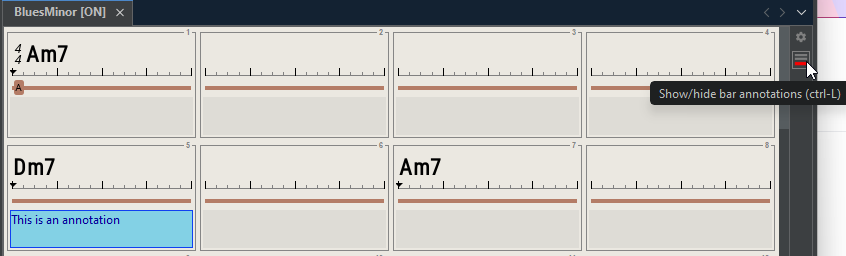 BluesMinor [ON]
1 2 3 4
4
4 Am7
A
Show/hide bar annotations (ctrl-L)
5 6 7 8
Dm7 Am7
This is an annotation